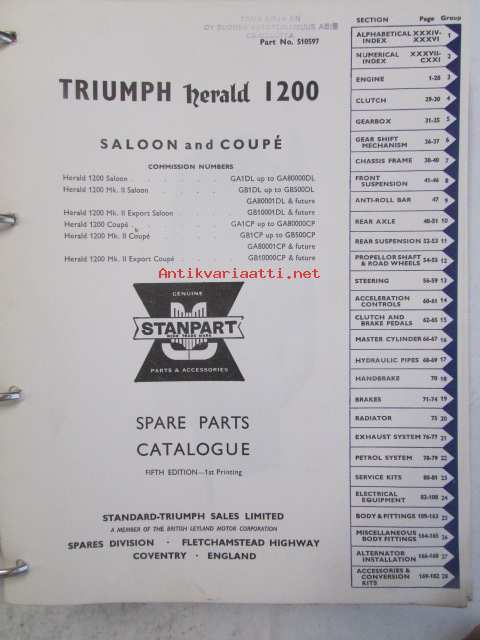 Part No. 510597
TRIUMPH herald 1200
SALOON and COUPÉ
COMMISSION NUMBERS
Herald 1200 Saloon . . . . . . GA1DL up to GA80000DL
Herald 1200 Mk. II Saloon . . . . . GB1DL up to GB500DL
GA80001DL & future
Herald 1200 Mk. II Export Saloon . . . . GB10001DL & future
Herald 1200 Coupé . . . . . . GA1CP up to GA80000CP
Herald 1200 Mk. II Coupé . . . . . GB1CP up to GB500CP
GA80001CP & future
Herald 1200 Mk. II Export Coupé . . . . GB10000CP & future
Antikvariaatti.net
GENUINE
STANPART
REGD TRADE MARK
PARTS & ACCESSORIES
SPARE PARTS
CATALOGUE
FIFTH EDITION—1st Printing
STANDARD-TRIUMPH SALES LIMITED
A MEMBER OF THE BRITISH LEYLAND MOTOR CORPORATION
SPARES DIVISION · FLETCHAMSTEAD HIGHWAY
COVENTRY · ENGLAND
SECTION Page Group
ALPHABETICAL INDEX XXXIV-XXXVI 1
NUMERICAL INDEX XXXVII-CXXI 2
ENGINE 1-28 3
CLUTCH 29-30 4
GEARBOX 31-35 5
GEAR SHIFT MECHANISM 36-37 6
CHASSIS FRAME 38-40 7
FRONT SUSPENSION 41-46 8
ANTI-ROLL BAR 47 9
REAR AXLE 48-51 10
REAR SUSPENSION 52-53 11
PROPELLOR SHAFT & ROAD WHEELS 54-55 12
STEERING 56-59 13
ACCELERATION CONTROLS 60-61 14
CLUTCH AND BRAKE PEDALS 62-65 15
MASTER CYLINDER 66-67 16
HYDRAULIC PIPES 68-69 17
HANDBRAKE 70 18
BRAKES 71-74 19
RADIATOR 75 20
EXHAUST SYSTEM 76-77 21
PETROL SYSTEM 78-79 22
SERVICE KITS 80-81 23
ELECTRICAL EQUIPMENT 82-108 24
BODY & FITTINGS 109-163 25
MISCELLANEOUS BODY FITTINGS 164-165 26
ALTERNATOR INSTALLATION 166-168 27
ACCESSORIES & CONVERSION KITS 169-182 28